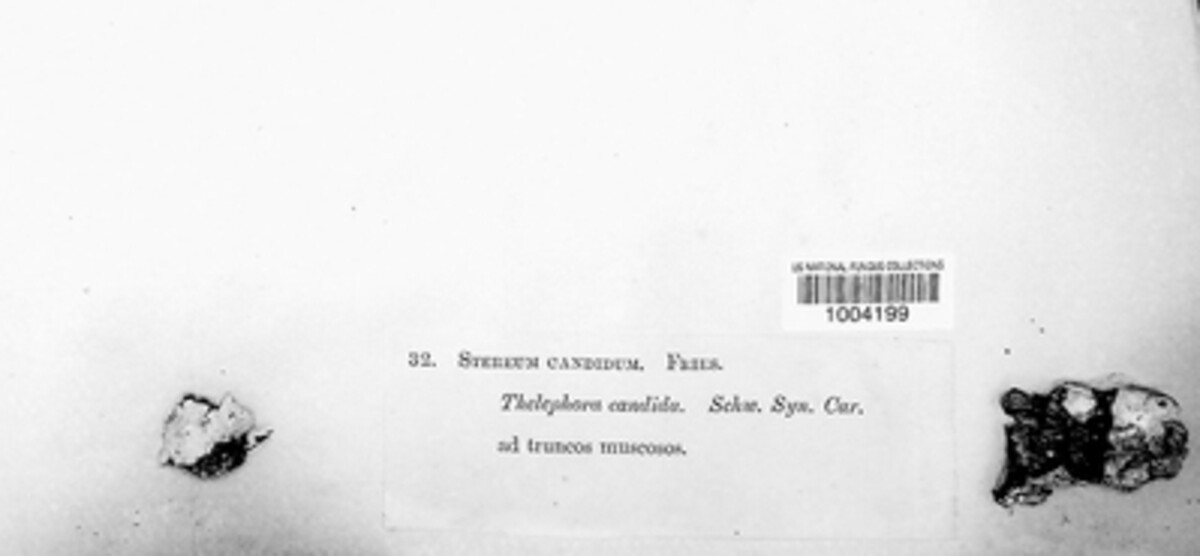 US NATIONAL FUNGUS COLLECTIONS
1004199
32. STEREUM CANDIDUM. FRIES.
Thelephora candida. Schw. Syn. Car.
ad truncos muscosos.